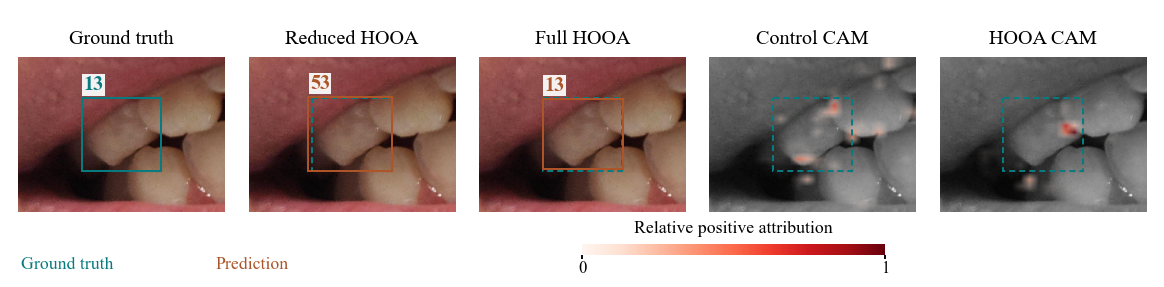 Ground truth
Reduced HOOA
Full HOOA
Control CAM
HOOA CAM
13
53
13
Relative positive attribution
Ground truth
Prediction
0
1